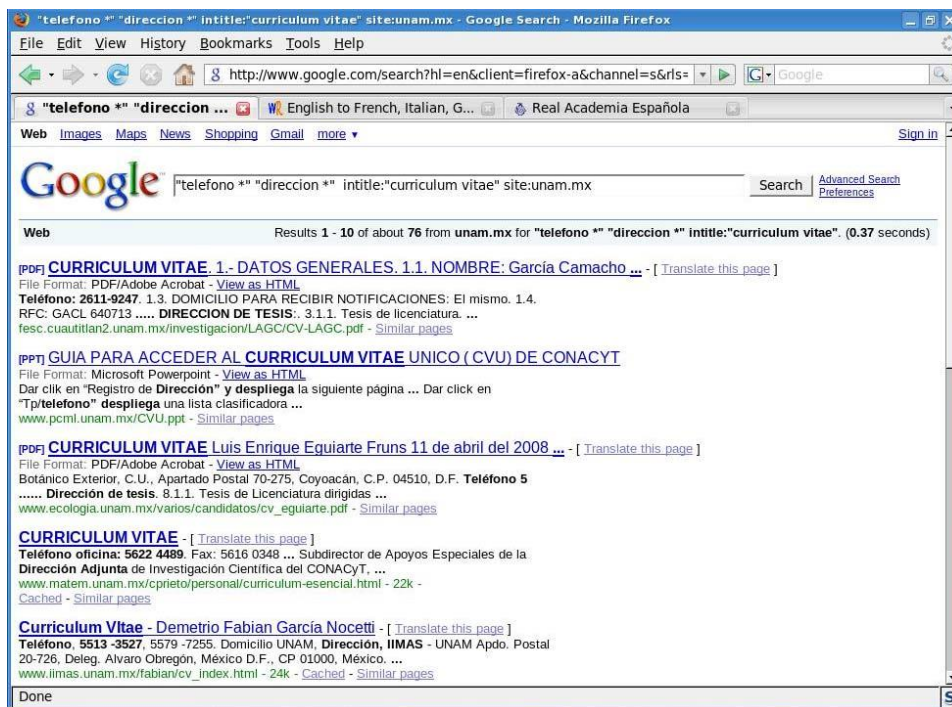 "telefono *" "direccion *" intitle:"curriculum vitae" site:unam.mx - Google Search - Mozilla Firefox
File Edit View History Bookmarks Tools Help
http://www.google.com/search?hl=en&client=firefox-a&channel=s&rls= Google
"telefono *" "direccion ... English to French, Italian, G... Real Academia Española
Web Images Maps News Shopping Gmail more Sign in
Google "telefono *" "direccion *" intitle:"curriculum vitae" site:unam.mx Search Advanced Search
Preferences
Web Results 1 - 10 of about 76 from unam.mx for "telefono *" "direccion *" intitle:"curriculum vitae". (0.37 seconds)
[PDF] CURRICULUM VITAE. 1.- DATOS GENERALES. 1.1. NOMBRE: García Camacho ... - [ Translate this page ]
File Format: PDF/Adobe Acrobat - View as HTML
Teléfono: 2611-9247. 1.3. DOMICILIO PARA RECIBIR NOTIFICACIONES: El mismo. 1.4.
RFC: GACL 640713 ..... DIRECCION DE TESIS:. 3.1.1. Tesis de licenciatura. ...
fesc.cuautitlan2.unam.mx/investigacion/LAGC/CV-LAGC.pdf - Similar pages
[PPT] GUIA PARA ACCEDER AL CURRICULUM VITAE UNICO ( CVU) DE CONACYT
File Format: Microsoft Powerpoint - View as HTML
Dar clik en “Registro de Dirección” y despliega la siguiente página ... Dar click en
“Tp/telefono” despliega una lista clasificadora ...
www.pcml.unam.mx/CVU.ppt - Similar pages
[PDF] CURRICULUM VITAE Luis Enrique Eguiarte Fruns 11 de abril del 2008 ... - [ Translate this page ]
File Format: PDF/Adobe Acrobat - View as HTML
Botánico Exterior, C.U., Apartado Postal 70-275, Coyoacán, C.P. 04510, D.F. Teléfono 5
...... Dirección de tesis. 8.1.1. Tesis de Licenciatura dirigidas ...
www.ecologia.unam.mx/varios/candidatos/cv_eguiarte.pdf - Similar pages
CURRICULUM VITAE - [ Translate this page ]
Teléfono oficina: 5622 4489. Fax: 5616 0348 ... Subdirector de Apoyos Especiales de la
Dirección Adjunta de Investigación Científica del CONACyT, ...
www.matem.unam.mx/cprieto/personal/curriculum-esencial.html - 22k -
Cached - Similar pages
Curriculum VItae - Demetrio Fabian García Nocetti - [ Translate this page ]
Teléfono, 5513 -3527, 5579 -7255. Domicilio UNAM, Dirección, IIMAS - UNAM Apdo. Postal
20-726, Deleg. Alvaro Obregón, México D.F., CP 01000, México. ...
www.iimas.unam.mx/fabian/cv_index.html - 24k - Cached - Similar pages
Done